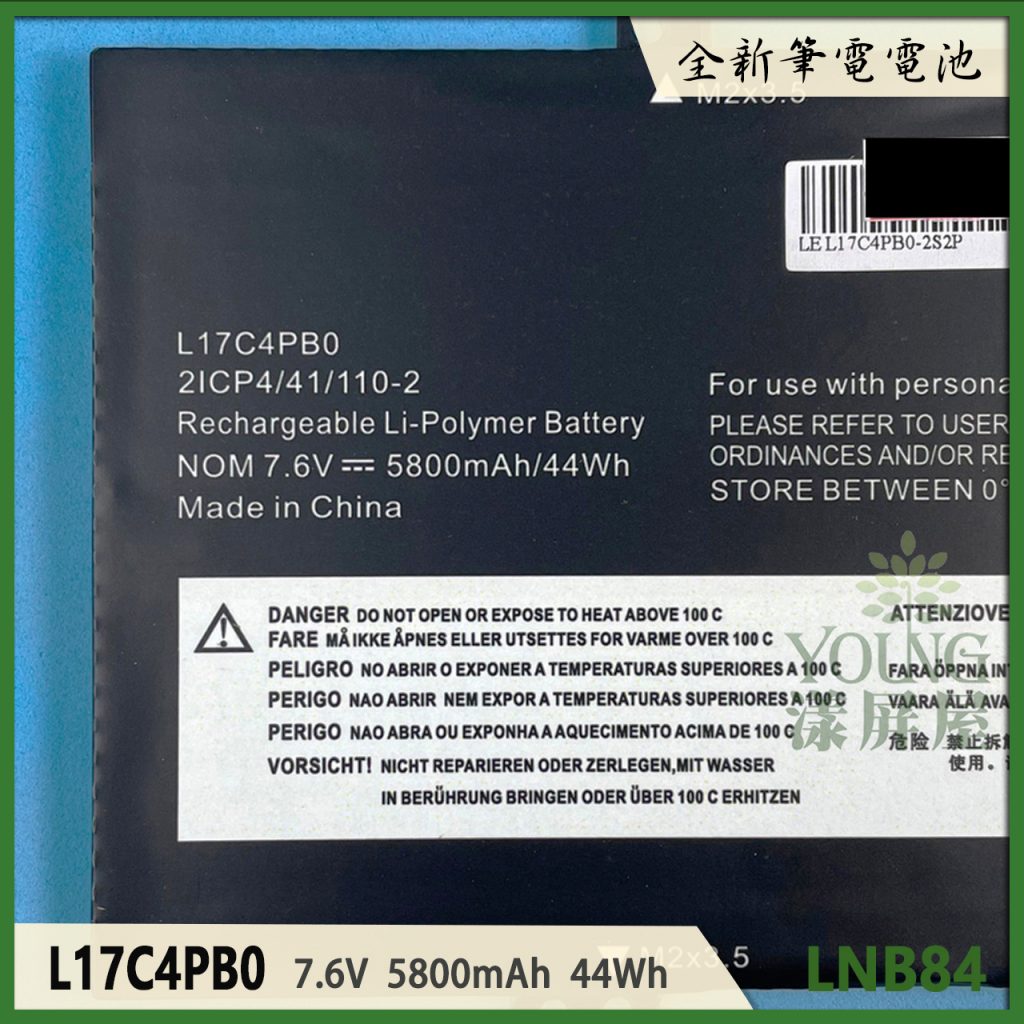 全新筆電電池
M2x3.5
LE L17C4PB0-2S2P
L17C4PB0
2ICP4/41/110-2
Rechargeable Li-Polymer Battery
NOM 7.6V ⎓ 5800mAh/44Wh
Made in China
For use with persona
PLEASE REFER TO USER
ORDINANCES AND/OR RE
STORE BETWEEN 0°
DANGER DO NOT OPEN OR EXPOSE TO HEAT ABOVE 100 C
FARE MÅ IKKE ÅPNES ELLER UTSETTES FOR VARME OVER 100 C
PELIGRO NO ABRIR O EXPONER A TEMPERATURAS SUPERIORES A 100 C
PERIGO NAO ABRIR NEM EXPOR A TEMPERATURAS SUPERIORES A 100 C
PERIGO NAO ABRA OU EXPONHA A AQUECIMENTO ACIMA DE 100 C
VORSICHT! NICHT REPARIEREN ODER ZERLEGEN,MIT WASSER
IN BERÜHRUNG BRINGEN ODER ÜBER 100 C ERHITZEN
ATTENZIOVE
FARA ÖPPNA INT
VAARA ÄLÄ AVA
危险 禁止拆
使用。
YOUNG
漾屏屋
M2x3.5
L17C4PB0 7.6V 5800mAh 44Wh
LNB84